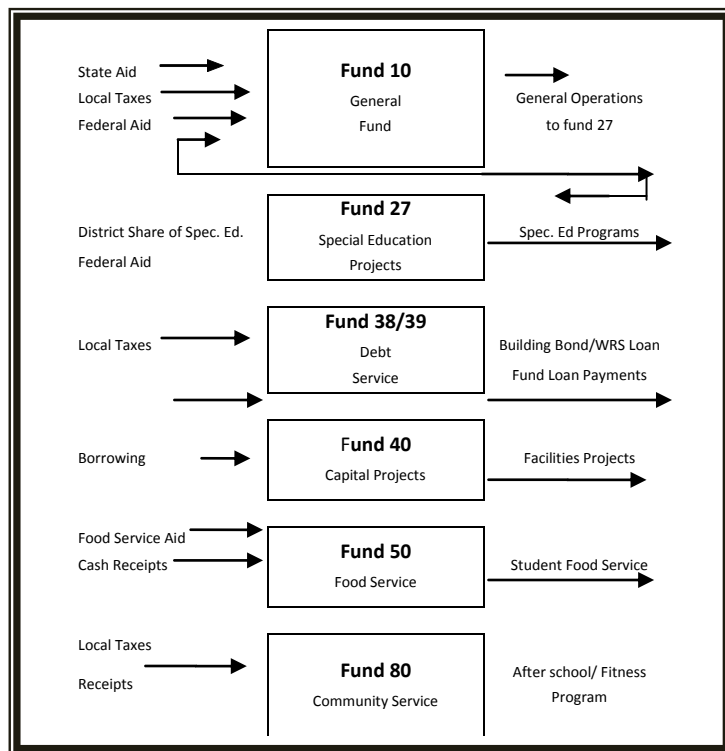 State Aid
Local Taxes
Federal Aid
Fund 10
General
Fund
General Operations
to fund 27
District Share of Spec. Ed.
Federal Aid
Fund 27
Special Education
Projects
Spec. Ed Programs
Local Taxes
Fund 38/39
Debt
Service
Building Bond/WRS Loan
Fund Loan Payments
Borrowing
Fund 40
Capital Projects
Facilities Projects
Food Service Aid
Cash Receipts
Fund 50
Food Service
Student Food Service
Local Taxes
Receipts
Fund 80
Community Service
After school/ Fitness
Program